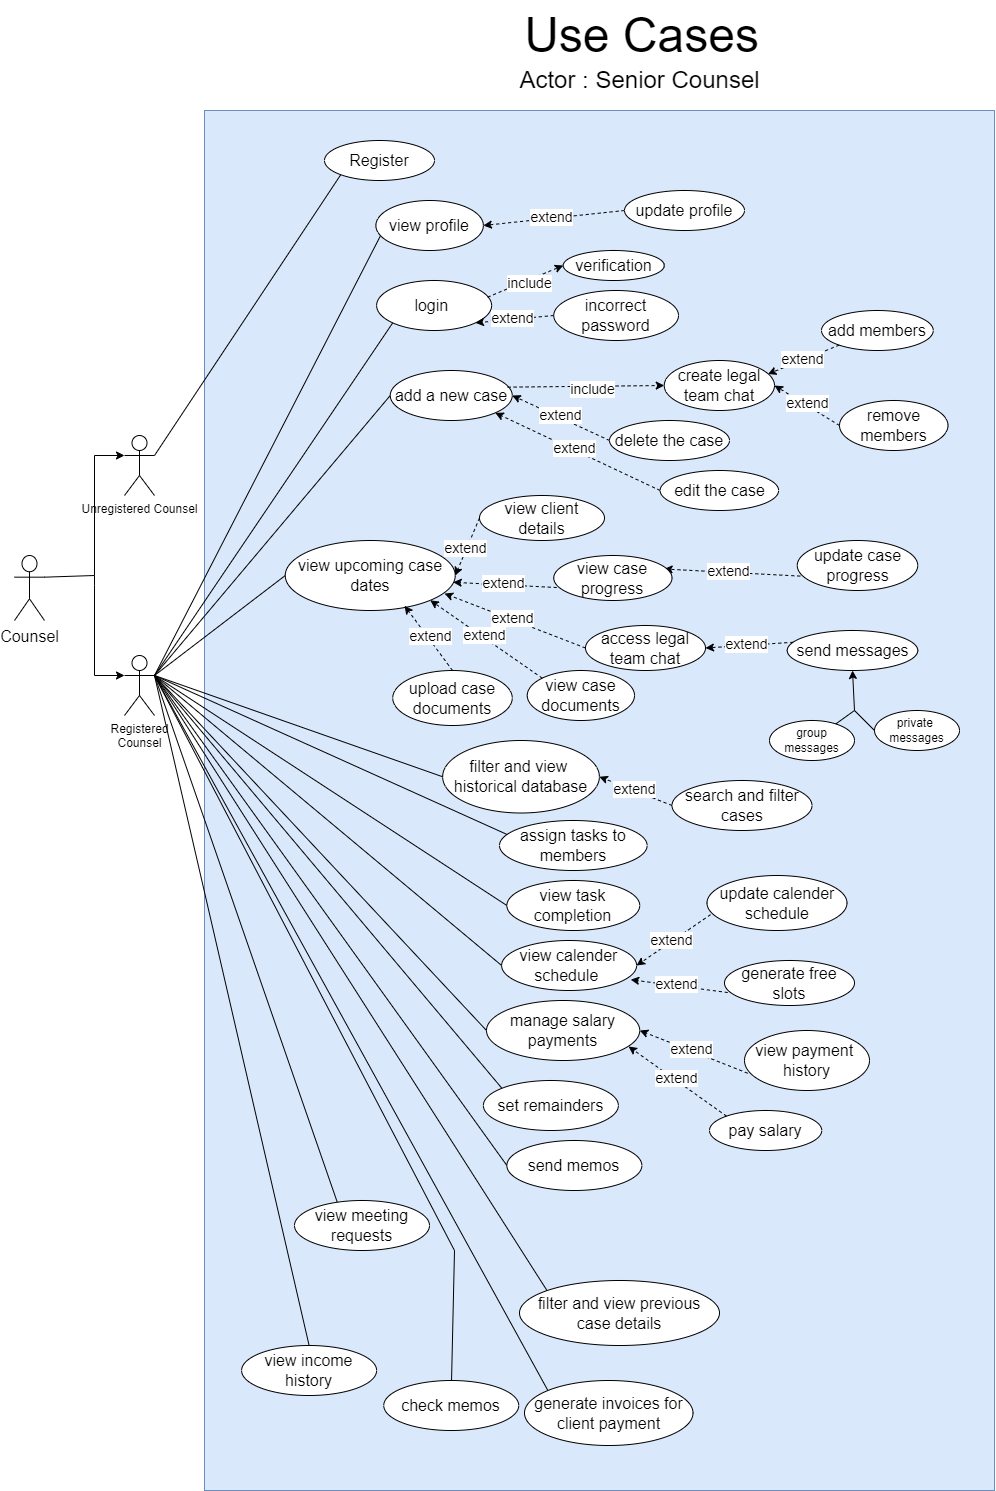 Use Cases
Actor : Senior Counsel
Register
view profile
extend
update profile
verification
include
login
extend
incorrect
password
add members
extend
create legal
team chat
add a new case
include
extend
remove
members
extend
delete the case
extend
edit the case
Unregistered Counsel
view client
details
extend
view upcoming case
dates
extend
view case
progress
extend
update case
progress
Counsel
extend
extend
extend
access legal
team chat
extend
send messages
upload case
documents
view case
documents
Registered
Counsel
group
messages
private
messages
filter and view
historical database
extend
search and filter
cases
assign tasks to
members
view task
completion
update calender
schedule
extend
view calender
schedule
extend
generate free
slots
manage salary
payments
extend
view payment
history
extend
set remainders
pay salary
send memos
view meeting
requests
filter and view previous
case details
view income
history
check memos
generate invoices for
client payment